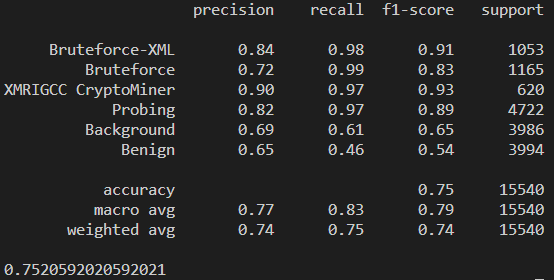 precision recall f1-score support
Bruteforce-XML 0.84 0.98 0.91 1053
Bruteforce 0.72 0.99 0.83 1165
XMRIGCC CryptoMiner 0.90 0.97 0.93 620
Probing 0.82 0.97 0.89 4722
Background 0.69 0.61 0.65 3986
Benign 0.65 0.46 0.54 3994
accuracy 0.75 15540
macro avg 0.77 0.83 0.79 15540
weighted avg 0.74 0.75 0.74 15540
0.7520592020592021